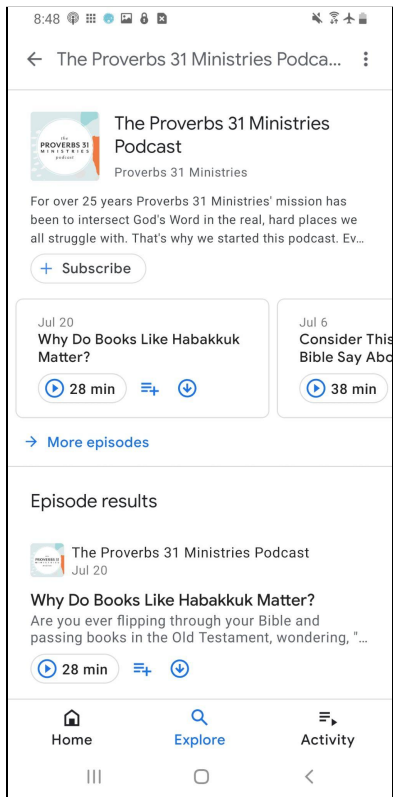 8:48
The Proverbs 31 Ministries Podca...
the
PROVERBS 31
MINISTRIES
podcast
The Proverbs 31 Ministries
Podcast
Proverbs 31 Ministries
For over 25 years Proverbs 31 Ministries' mission has
been to intersect God's Word in the real, hard places we
all struggle with. That's why we started this podcast. Ev...
+ Subscribe
Jul 20
Why Do Books Like Habakkuk
Matter?
28 min
Jul 6
Consider This
Bible Say Abo
38 min
More episodes
Episode results
PROVERBS 31
The Proverbs 31 Ministries Podcast
Jul 20
Why Do Books Like Habakkuk Matter?
Are you ever flipping through your Bible and
passing books in the Old Testament, wondering, "...
28 min
Home
Explore
Activity